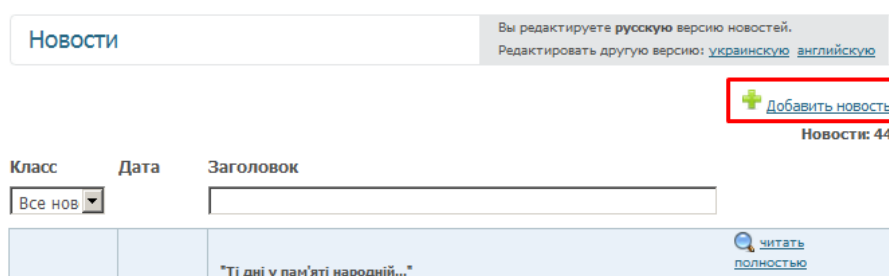 Новости
Вы редактируете русскую версию новостей.
Редактировать другую версию: украинскую английскую
Добавить новость
Новости: 44
Класс Дата Заголовок
Все нов
читать
полностью
"Ті дні у пам'яті народній..."